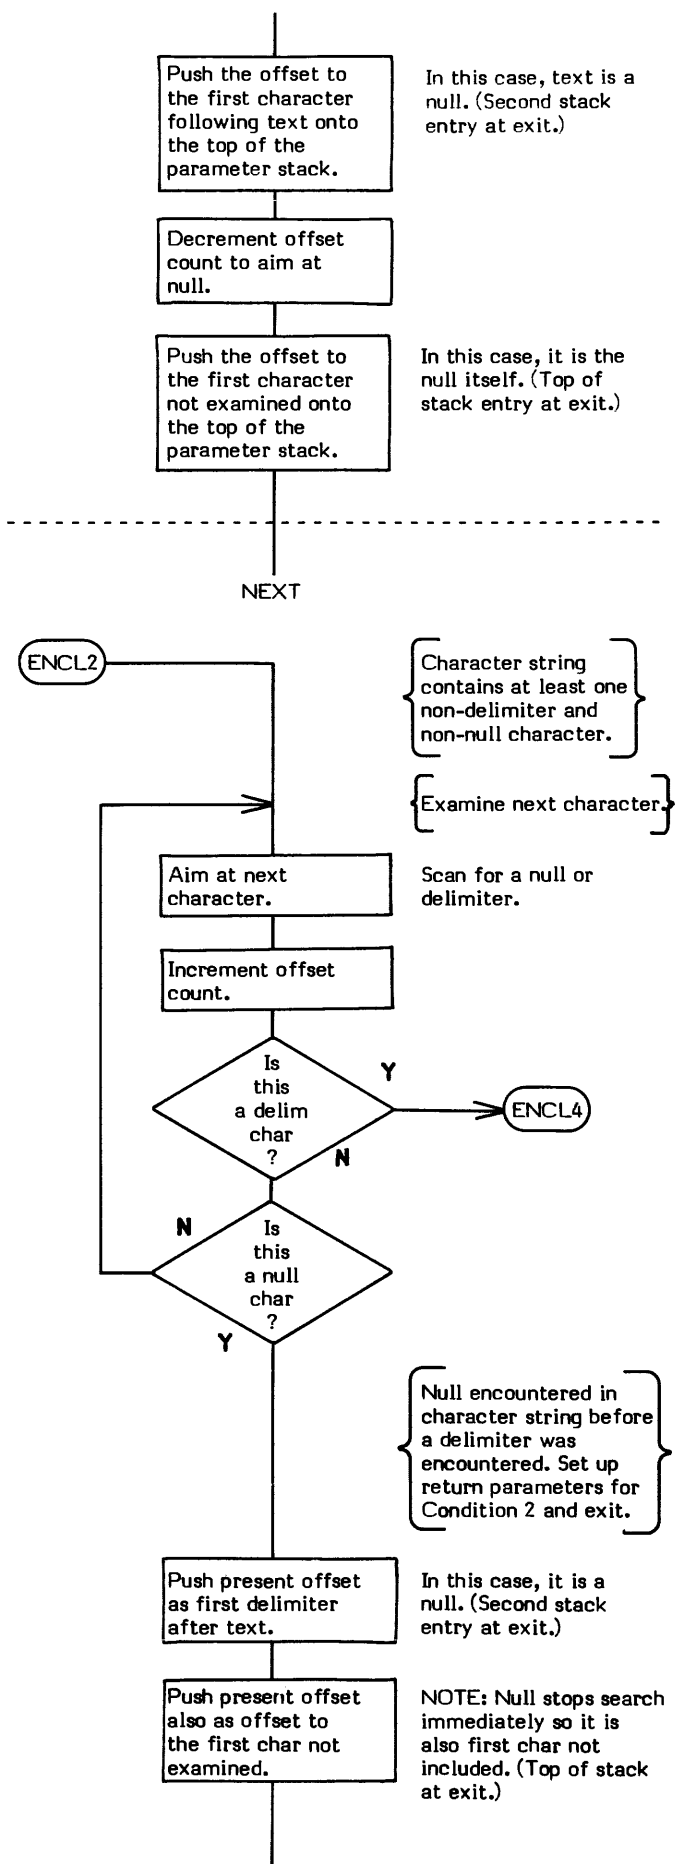 Push the offset to
the first character
following text onto
the top of the
parameter stack.
In this case, text is a
null. (Second stack
entry at exit.)
Decrement offset
count to aim at
null.
Push the offset to
the first character
not examined onto
the top of the
parameter stack.
In this case, it is the
null itself. (Top of
stack entry at exit.)
NEXT
ENCL2
Character string
contains at least one
non-delimiter and
non-null character.
Examine next character.
Aim at next
character.
Scan for a null or
delimiter.
Increment offset
count.
Is
this
a delim
char
?
Y
ENCL4
N
N
Is
this
a null
char
?
Y
Null encountered in
character string before
a delimiter was
encountered. Set up
return parameters for
Condition 2 and exit.
Push present offset
as first delimiter
after text.
In this case, it is a
null. (Second stack
entry at exit.)
Push present offset
also as offset to
the first char not
examined.
NOTE: Null stops search
immediately so it is
also first char not
included. (Top of stack
at exit.)